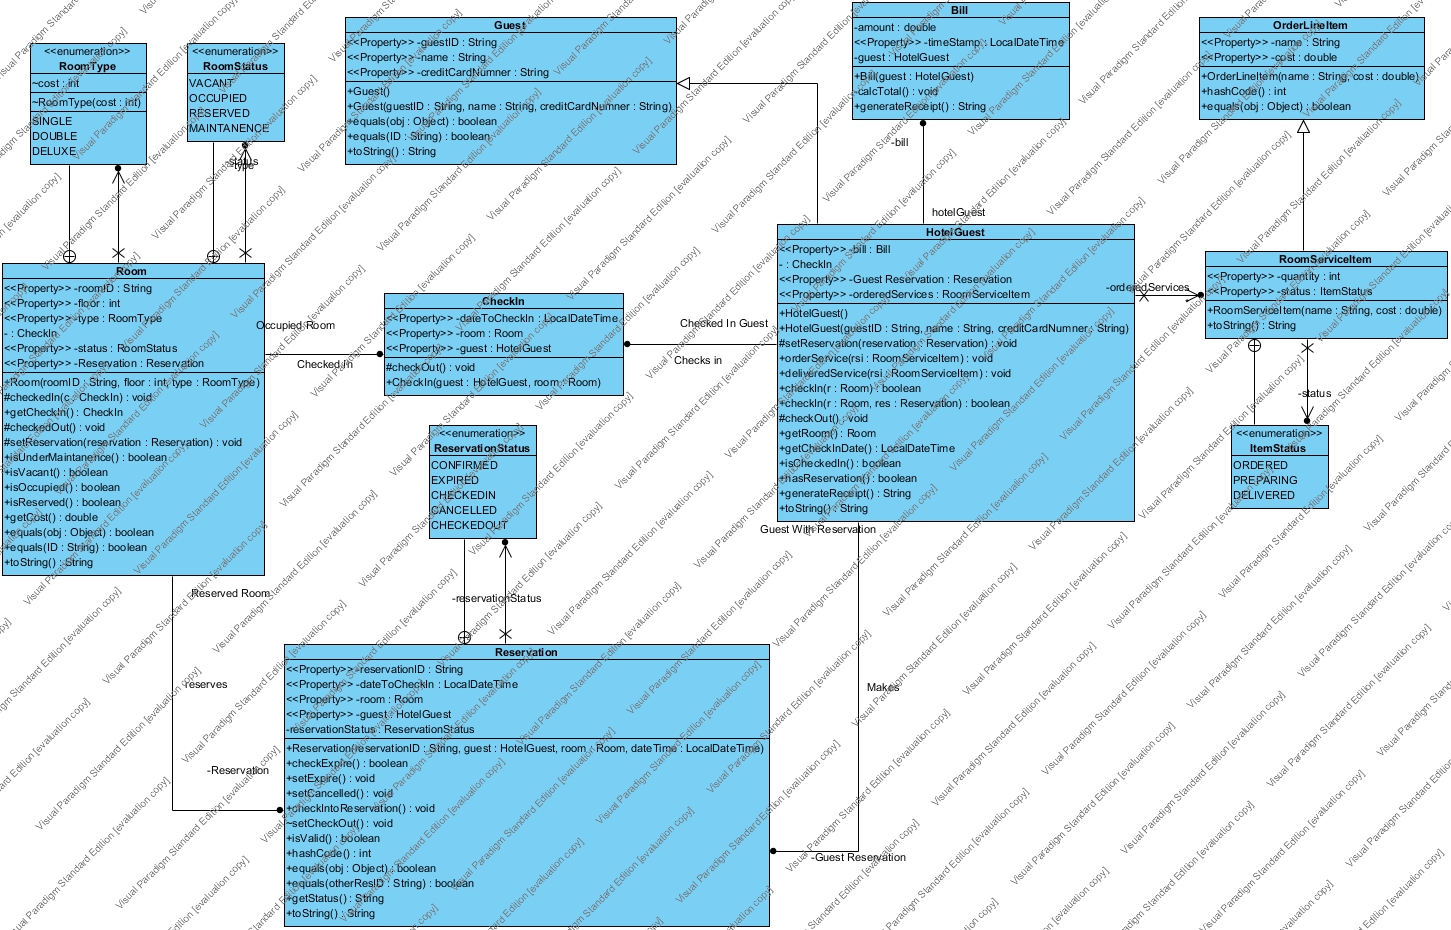 <<enumeration>>
RoomType
~cost : int
~RoomType(cost : int)
SINGLE
DOUBLE
DELUXE
<<enumeration>>
RoomStatus
VACANT
OCCUPIED
RESERVED
MAINTANENCE
-status
-type
Guest
<<Property>> -guestID : String
<<Property>> -name : String
<<Property>> -creditCardNumner : String
+Guest()
+Guest(guestID : String, name : String, creditCardNumner : String)
+equals(obj : Object) : boolean
+equals(ID : String) : boolean
+toString() : String
Bill
-amount : double
<<Property>> -timeStamp : LocalDateTime
-guest : HotelGuest
+Bill(guest : HotelGuest)
-calcTotal() : void
+generateReceipt() : String
-bill
hotelGuest
OrderLineItem
<<Property>> -name : String
<<Property>> -cost : double
+OrderLineItem(name : String, cost : double)
+hashCode() : int
+equals(obj : Object) : boolean
Room
<<Property>> -roomID : String
<<Property>> -floor : int
<<Property>> -type : RoomType
- : CheckIn
<<Property>> -status : RoomStatus
<<Property>> -Reservation : Reservation
+Room(roomID : String, floor : int, type : RoomType)
#checkedIn(c : CheckIn) : void
+getCheckIn() : CheckIn
#checkedOut() : void
#setReservation(reservation : Reservation) : void
+isUnderMaintanence() : boolean
+isVacant() : boolean
+isOccupied() : boolean
+isReserved() : boolean
+getCost() : double
+equals(obj : Object) : boolean
+equals(ID : String) : boolean
+toString() : String
Occupied Room
Checked In
CheckIn
<<Property>> -dateToCheckIn : LocalDateTime
<<Property>> -room : Room
<<Property>> -guest : HotelGuest
#checkOut() : void
+CheckIn(guest : HotelGuest, room : Room)
Checked In Guest
Checks in
HotelGuest
<<Property>> -bill : Bill
- : CheckIn
<<Property>> -Guest Reservation : Reservation
<<Property>> -orderedServices : RoomServiceItem
+HotelGuest()
+HotelGuest(guestID : String, name : String, creditCardNumner : String)
#setReservation(reservation : Reservation) : void
+orderService(rsi : RoomServiceItem) : void
+deliveredService(rsi : RoomServiceItem) : void
+checkIn(r : Room) : boolean
+checkIn(r : Room, res : Reservation) : boolean
#checkOut() : void
+getRoom() : Room
+getCheckInDate() : LocalDateTime
+isCheckedIn() : boolean
+hasReservation() : boolean
+generateReceipt() : String
+toString() : String
-orderedServices
RoomServiceItem
<<Property>> -quantity : int
<<Property>> -status : ItemStatus
+RoomServiceItem(name : String, cost : double)
+toString() : String
-status
<<enumeration>>
ItemStatus
ORDERED
PREPARING
DELIVERED
<<enumeration>>
ReservationStatus
CONFIRMED
EXPIRED
CHECKEDIN
CANCELLED
CHECKEDOUT
-reservationStatus
Guest With Reservation
Makes
-Guest Reservation
Reserved Room
reserves
-Reservation
Reservation
<<Property>> -reservationID : String
<<Property>> -dateToCheckIn : LocalDateTime
<<Property>> -room : Room
<<Property>> -guest : HotelGuest
-reservationStatus : ReservationStatus
+Reservation(reservationID : String, guest : HotelGuest, room : Room, dateTime : LocalDateTime)
+checkExpire() : boolean
+setExpire() : void
+setCancelled() : void
+checkIntoReservation() : void
~setCheckOut() : void
+isValid() : boolean
+hashCode() : int
+equals(obj : Object) : boolean
+equals(otherResID : String) : boolean
+getStatus() : String
+toString() : String
Visual Paradigm Standard Edition [evaluation copy]